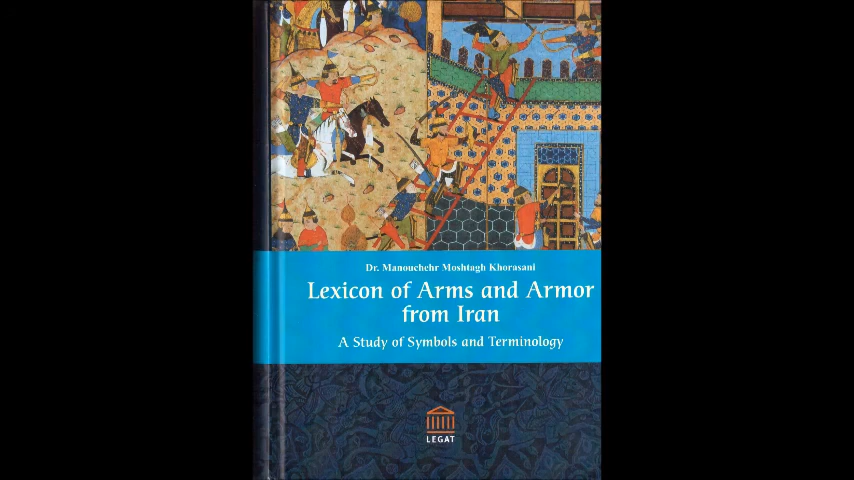 Dr. Manouchehr Moshtagh Khorasani
Lexicon of Arms and Armor
from Iran
A Study of Symbols and Terminology
LEGAT